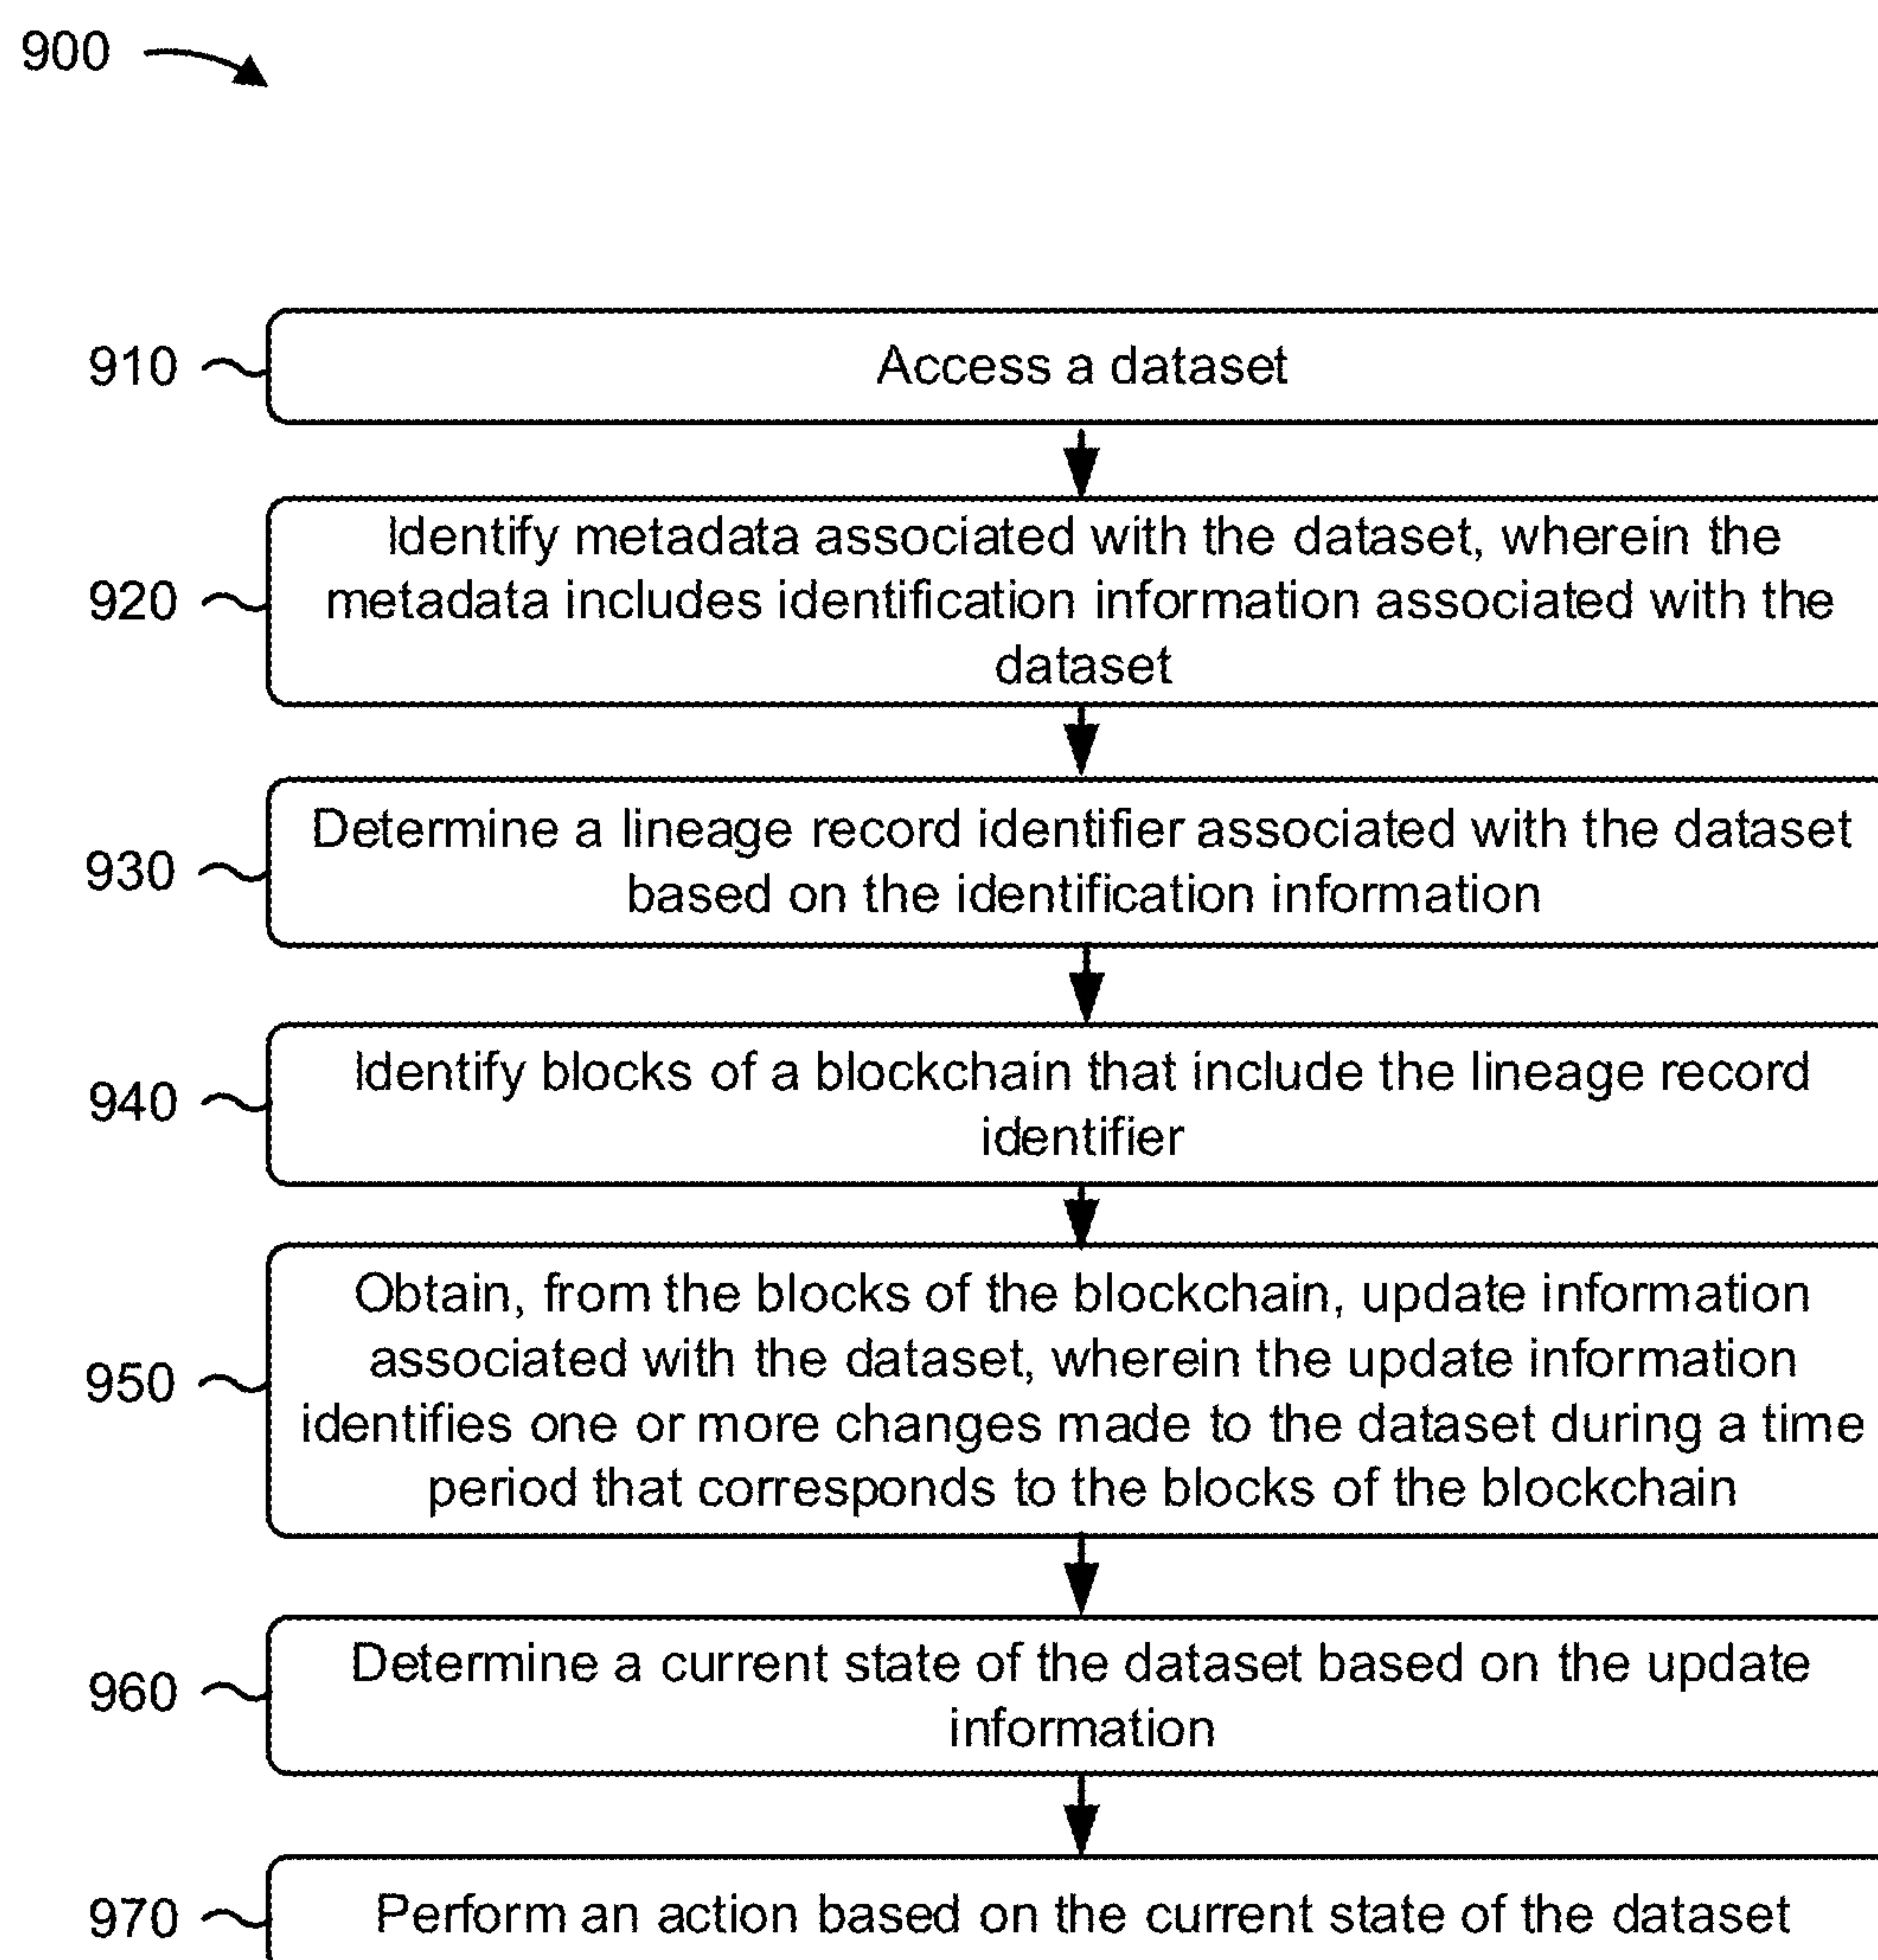 900
910
Access a dataset
920
Identify metadata associated with the dataset, wherein the
metadata includes identification information associated with the
dataset
930
Determine a lineage record identifier associated with the dataset
based on the identification information
940
Identify blocks of a blockchain that include the lineage record
identifier
950
Obtain, from the blocks of the blockchain, update information
associated with the dataset, wherein the update information
identifies one or more changes made to the dataset during a time
period that corresponds to the blocks of the blockchain
960
Determine a current state of the dataset based on the update
information
970
Perform an action based on the current state of the dataset